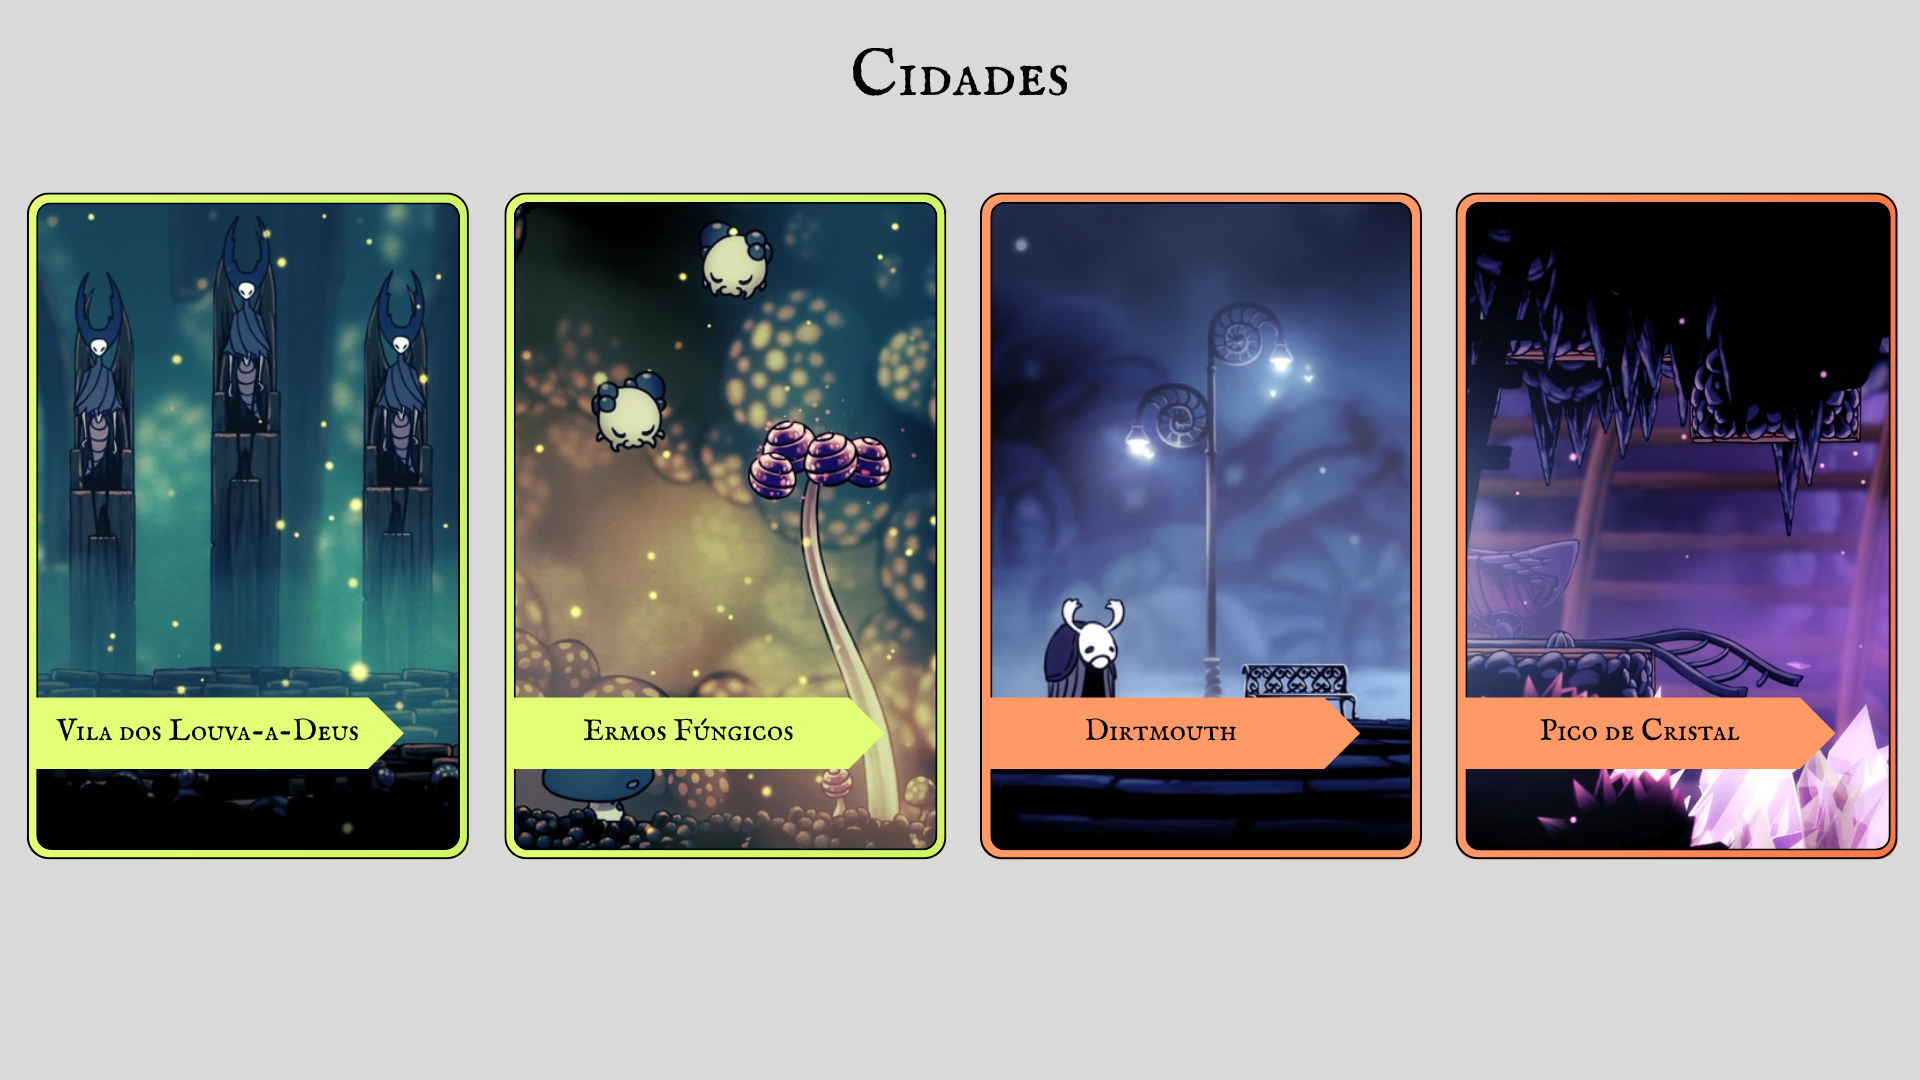 Cidades
Vila dos Louva-a-Deus
Ermos Fúngicos
Dirtmouth
Pico de Cristal